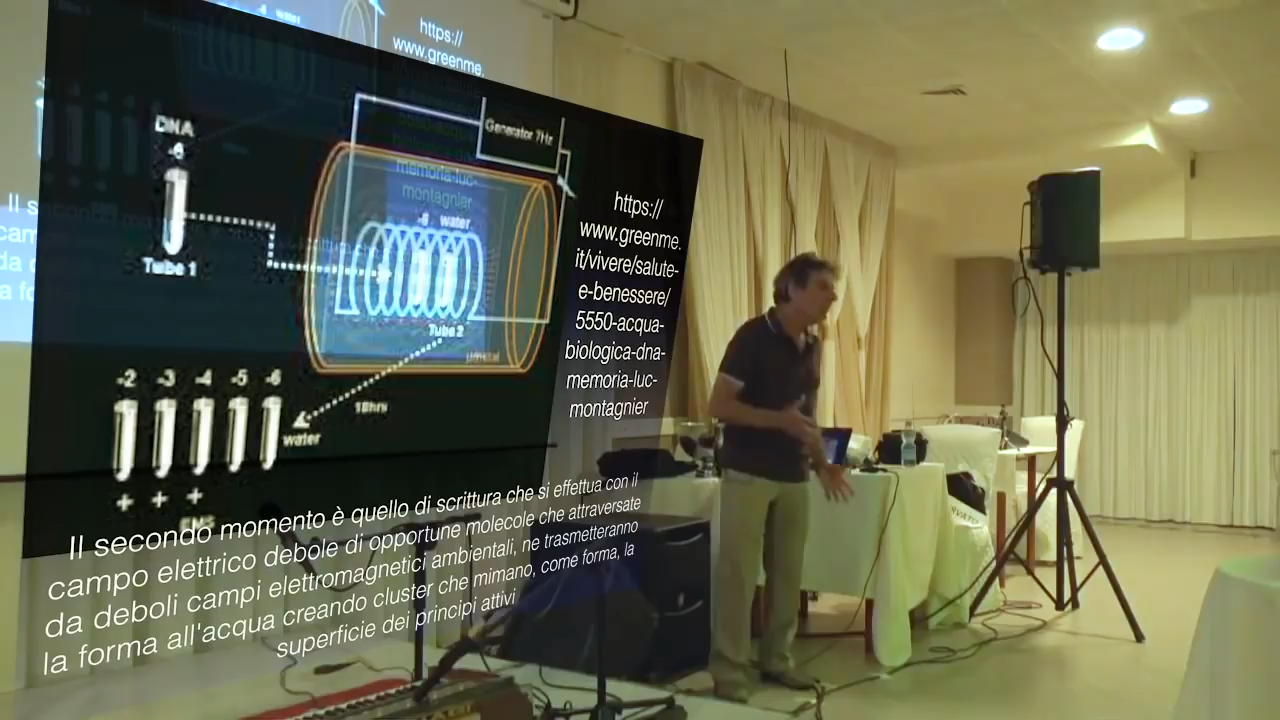 https://
www.greenme.
memoria-luc-
montagnier
DNA
-6
Tube 1
Generator 7Hz
-6 water
Tube 2
18hrs
-2 -3 -4 -5 -6
water
+ + +
https://
www.greenme.
it/vivere/salute-
e-benessere/
5550-acqua-
biologica-dna-
memoria-luc-
montagnier
Il secondo momento è quello di scrittura che si effettua con il
campo elettrico debole di opportune molecole che attraversate
da deboli campi elettromagnetici ambientali, ne trasmetteranno
la forma all'acqua creando cluster che mimano, come forma, la
superficie dei principi attivi